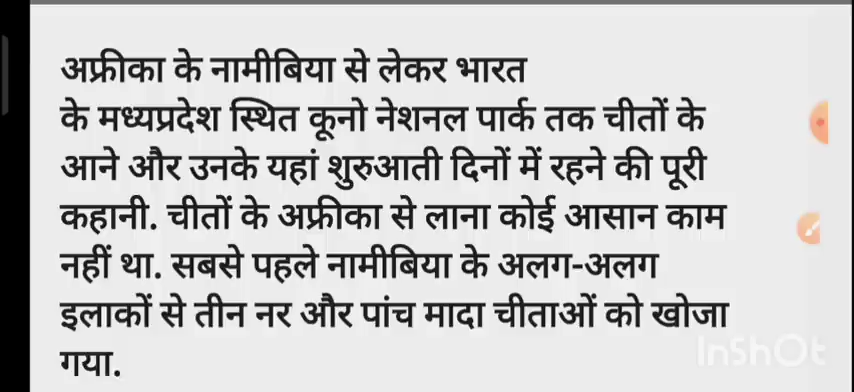 अफ्रीका के नामीबिया से लेकर भारत
के मध्यप्रदेश स्थित कूनो नेशनल पार्क तक चीतों के
आने और उनके यहां शुरुआती दिनों में रहने की पूरी
कहानी. चीतों के अफ्रीका से लाना कोई आसान काम
नहीं था. सबसे पहले नामीबिया के अलग-अलग
इलाकों से तीन नर और पांच मादा चीताओं को खोजा
गया.
InShOt